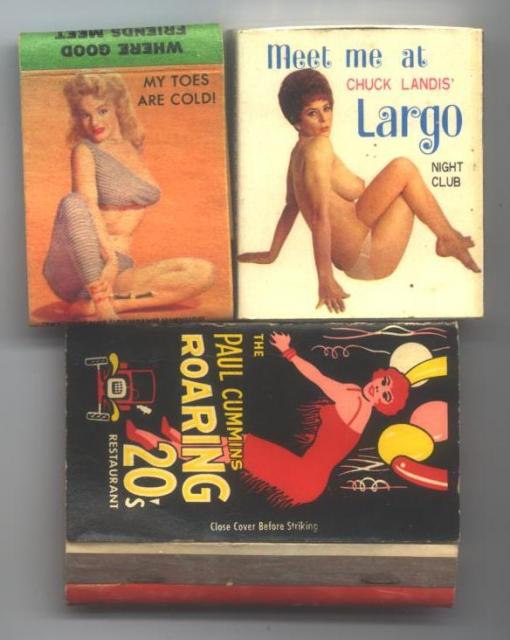 WHERE GOOD
FRIENDS MEET
MY TOES
ARE COLD!
Meet me at
CHUCK LANDIS'
Largo
NIGHT
CLUB
THE
PAUL CUMMINS
ROARING
20's
RESTAURANT
Close Cover Before Striking